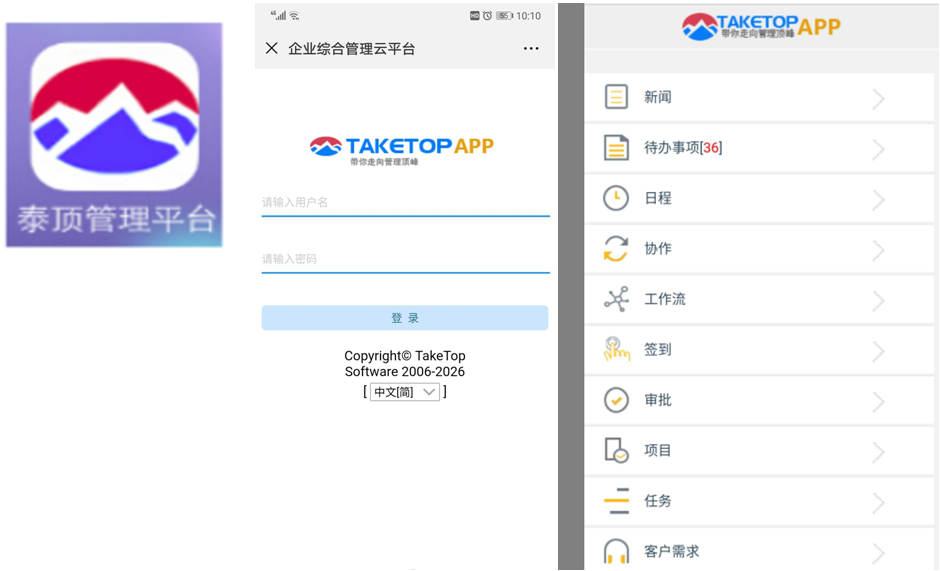 泰顶管理平台
4G HD 55 10:10
企业综合管理云平台
TAKETOP APP
带你走向管理顶峰
请输入用户名
请输入密码
登 录
Copyright© TakeTop
Software 2006-2026
[ 中文[简] ]
TAKETOP APP
带你走向管理顶峰
新闻
待办事项[36]
日程
协作
工作流
签到
审批
项目
任务
客户需求